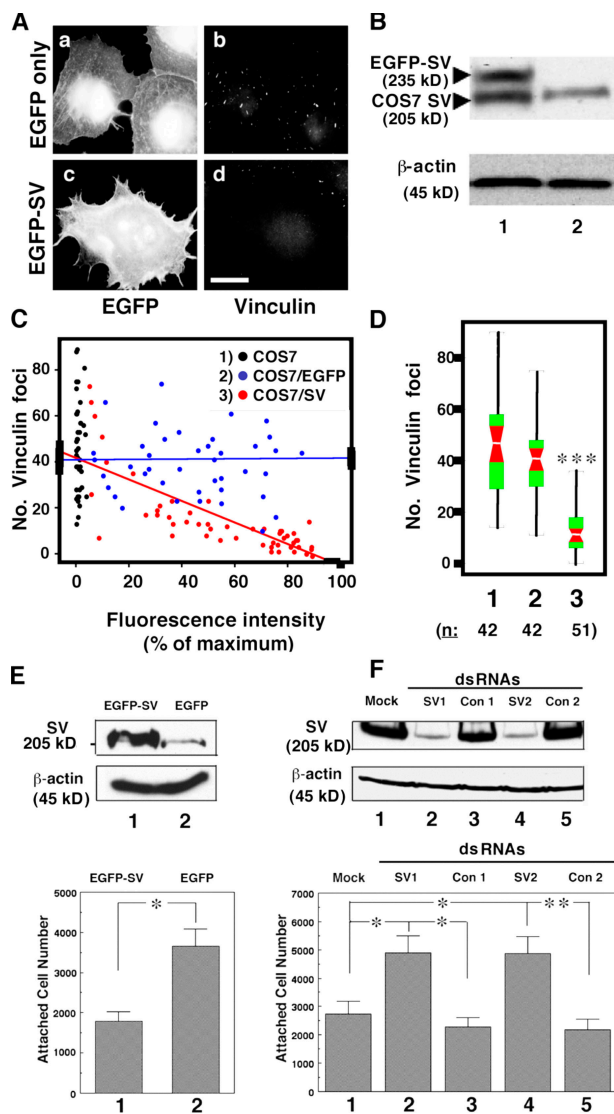 A
EGFP only
a
b
EGFP-SV
c
d
EGFP
Vinculin
B
EGFP-SV
(235 kD)
COS7 SV
(205 kD)
β-actin
(45 kD)
1 2
C
1) COS7
2) COS7/EGFP
3) COS7/SV
No. Vinculin foci
80
60
40
20
0
0 20 40 60 80 100
Fluorescence intensity
(% of maximum)
D
No. Vinculin foci
80
60
40
20
0
***
1 2 3
(n: 42 42 51)
E
EGFP-SV EGFP
SV
205 kD
β-actin
(45 kD)
1 2
EGFP-SV EGFP
Attached Cell Number
5000
4000
3000
2000
1000
0
*
1 2
F
dsRNAs
Mock SV1 Con 1 SV2 Con 2
SV
(205 kD)
β-actin
(45 kD)
1 2 3 4 5
dsRNAs
Mock SV1 Con 1 SV2 Con 2
Attached Cell Number
7000
6000
5000
4000
3000
2000
1000
0
* **
* *
1 2 3 4 5